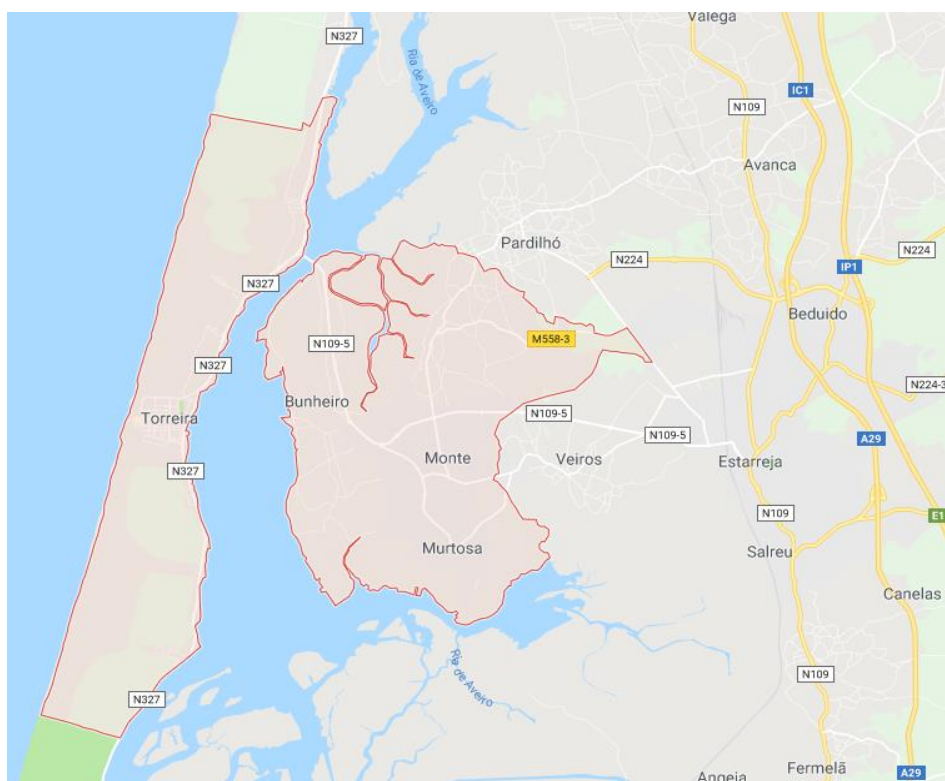 Válega
N327
Ria de Aveiro
IC1
N109
Avanca
Pardilhó
N224
N224
IP1
N327
Beduido
N109-5
M558-3
N327
N224-3
Bunheiro
Torreira
N109-5
N109-5
A29
Monte
Veiros
Estarreja
N327
N109
E1
Murtosa
Salreu
Canelas
Ria de Aveiro
N109
N327
Fermelã
A29
Angeja